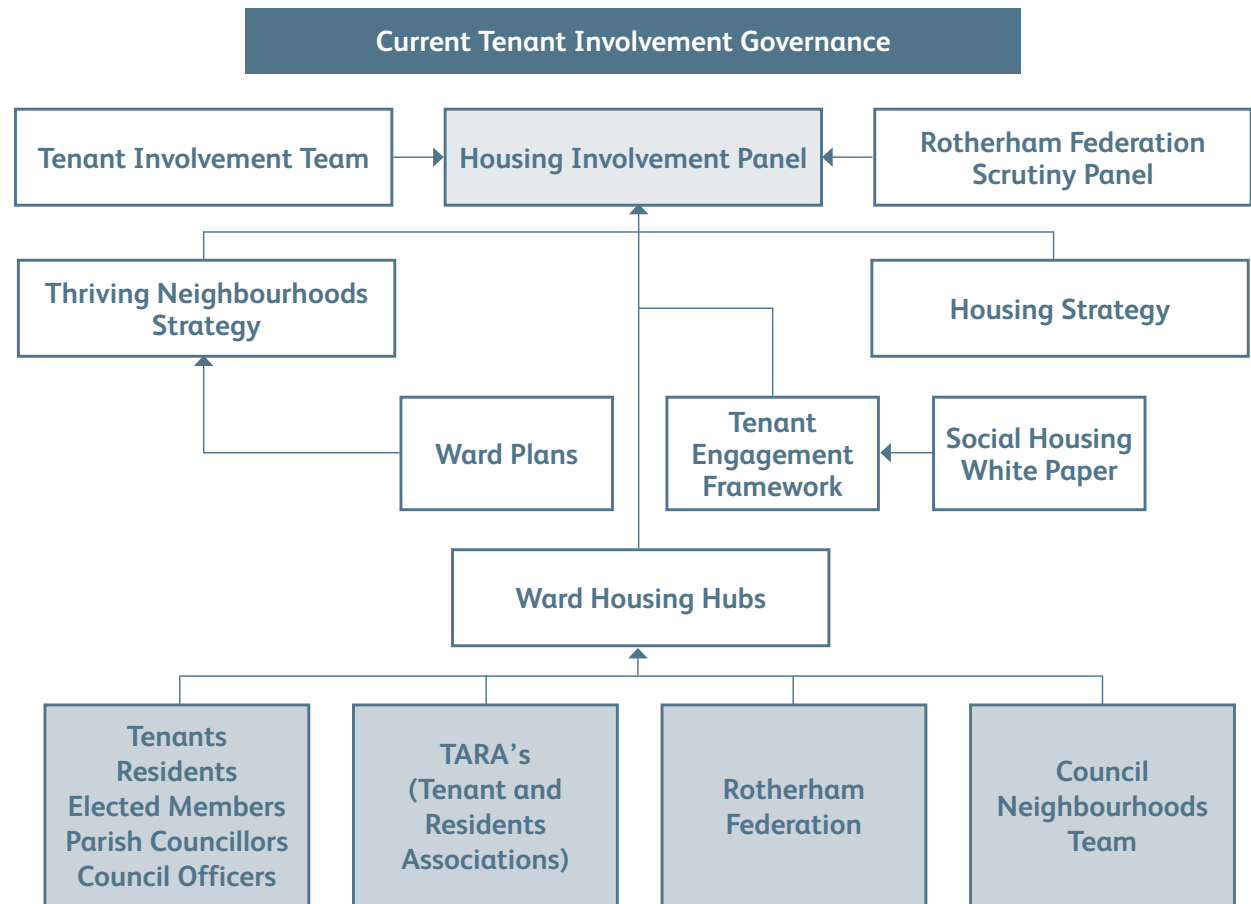 Current Tenant Involvement Governance
Tenant Involvement Team
Housing Involvement Panel
Rotherham Federation
Scrutiny Panel
Thriving Neighbourhoods
Strategy
Housing Strategy
Ward Plans
Tenant
Engagement
Framework
Social Housing
White Paper
Ward Housing Hubs
Tenants
Residents
Elected Members
Parish Councillors
Council Officers
TARA’s
(Tenant and
Residents
Associations)
Rotherham
Federation
Council
Neighbourhoods
Team